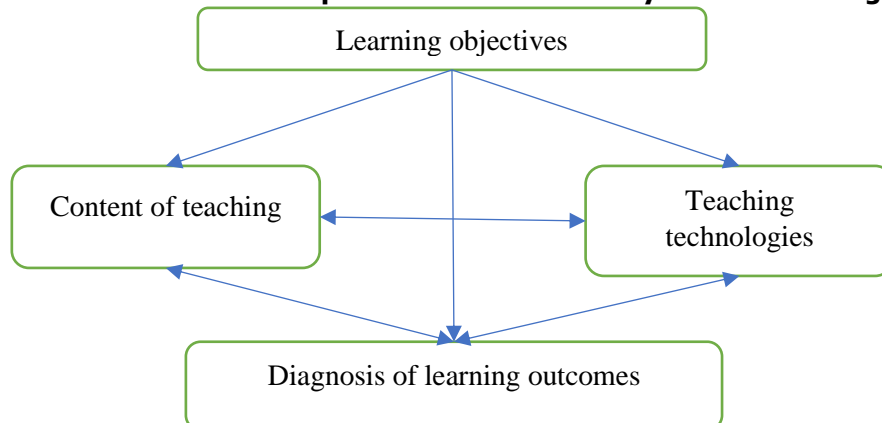 Learning objectives
Content of teaching
Teaching
technologies
Diagnosis of learning outcomes